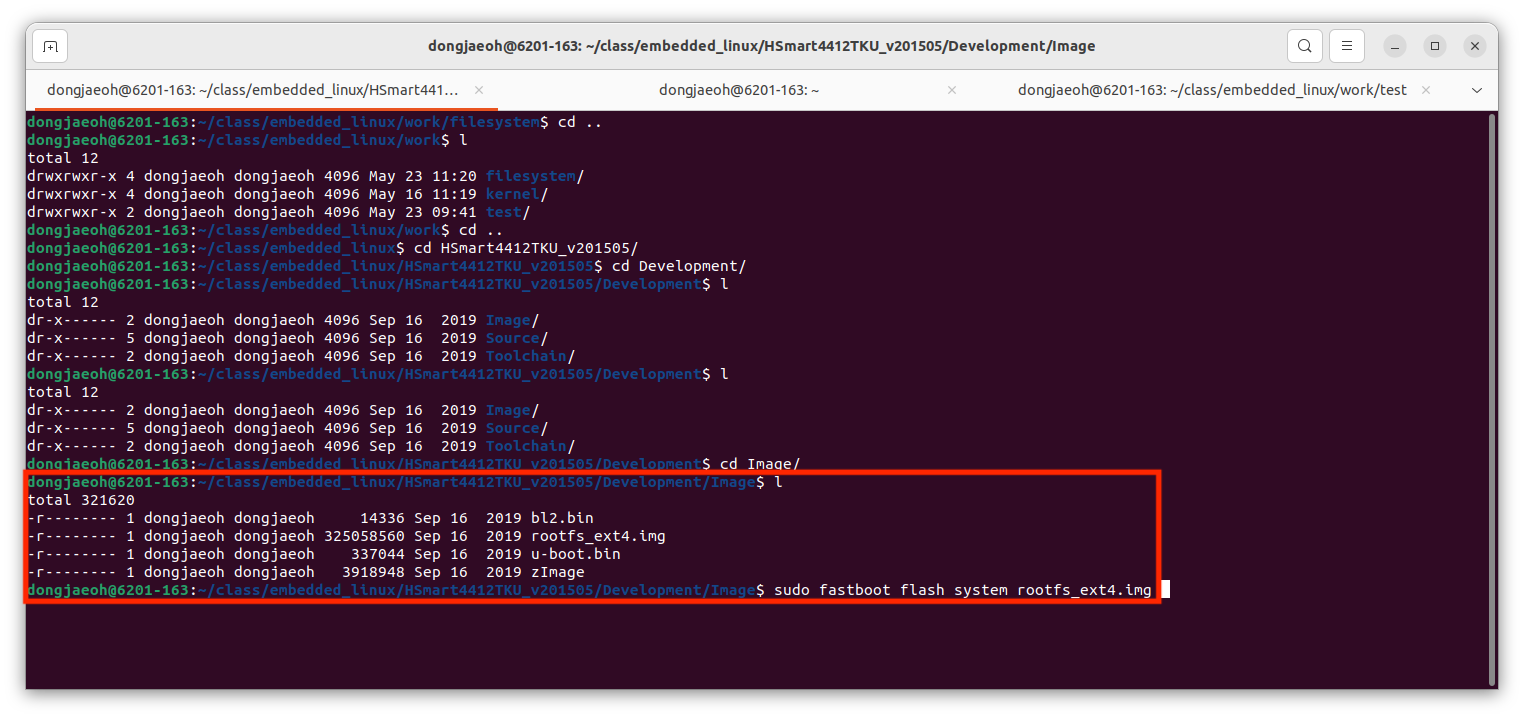 dongjaeoh@6201-163: ~/class/embedded_linux/HSmart4412TKU_v201505/Development/Image
dongjaeoh@6201-163: ~/class/embedded_linux/HSmart441…
dongjaeoh@6201-163: ~
dongjaeoh@6201-163: ~/class/embedded_linux/work/test
dongjaeoh@6201-163:~/class/embedded_linux/work/filesystem$ cd ..
dongjaeoh@6201-163:~/class/embedded_linux/work$ l
total 12
drwxrwxr-x 4 dongjaeoh dongjaeoh 4096 May 23 11:20 filesystem/
drwxrwxr-x 4 dongjaeoh dongjaeoh 4096 May 16 11:19 kernel/
drwxrwxr-x 2 dongjaeoh dongjaeoh 4096 May 23 09:41 test/
dongjaeoh@6201-163:~/class/embedded_linux/work$ cd ..
dongjaeoh@6201-163:~/class/embedded_linux$ cd HSmart4412TKU_v201505/
dongjaeoh@6201-163:~/class/embedded_linux/HSmart4412TKU_v201505$ cd Development/
dongjaeoh@6201-163:~/class/embedded_linux/HSmart4412TKU_v201505/Development$ l
total 12
dr-x------ 2 dongjaeoh dongjaeoh 4096 Sep 16  2019 Image/
dr-x------ 5 dongjaeoh dongjaeoh 4096 Sep 16  2019 Source/
dr-x------ 2 dongjaeoh dongjaeoh 4096 Sep 16  2019 Toolchain/
dongjaeoh@6201-163:~/class/embedded_linux/HSmart4412TKU_v201505/Development$ l
total 12
dr-x------ 2 dongjaeoh dongjaeoh 4096 Sep 16  2019 Image/
dr-x------ 5 dongjaeoh dongjaeoh 4096 Sep 16  2019 Source/
dr-x------ 2 dongjaeoh dongjaeoh 4096 Sep 16  2019 Toolchain/
dongjaeoh@6201-163:~/class/embedded_linux/HSmart4412TKU_v201505/Development$ cd Image/
dongjaeoh@6201-163:~/class/embedded_linux/HSmart4412TKU_v201505/Development/Image$ l
total 321620
-r-------- 1 dongjaeoh dongjaeoh     14336 Sep 16  2019 bl2.bin
-r-------- 1 dongjaeoh dongjaeoh 325058560 Sep 16  2019 rootfs_ext4.img
-r-------- 1 dongjaeoh dongjaeoh    337044 Sep 16  2019 u-boot.bin
-r-------- 1 dongjaeoh dongjaeoh   3918948 Sep 16  2019 zImage
dongjaeoh@6201-163:~/class/embedded_linux/HSmart4412TKU_v201505/Development/Image$ sudo fastboot flash system rootfs_ext4.img